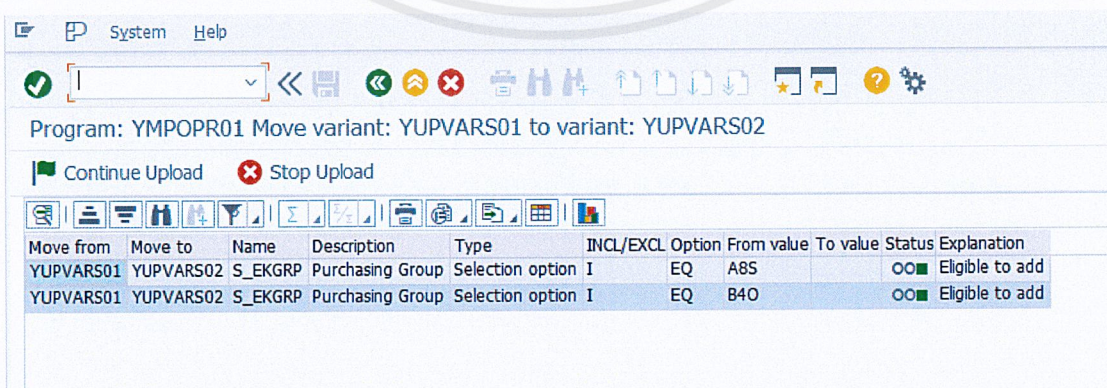 System Help
Program: YMPOPR01 Move variant: YUPVARS01 to variant: YUPVARS02
Continue Upload Stop Upload
Move from Move to Name Description Type INCL/EXCL Option From value To value Status Explanation
YUPVARS01 YUPVARS02 S_EKGRP Purchasing Group Selection option I EQ A8S Eligible to add
YUPVARS01 YUPVARS02 S_EKGRP Purchasing Group Selection option I EQ B4O Eligible to add